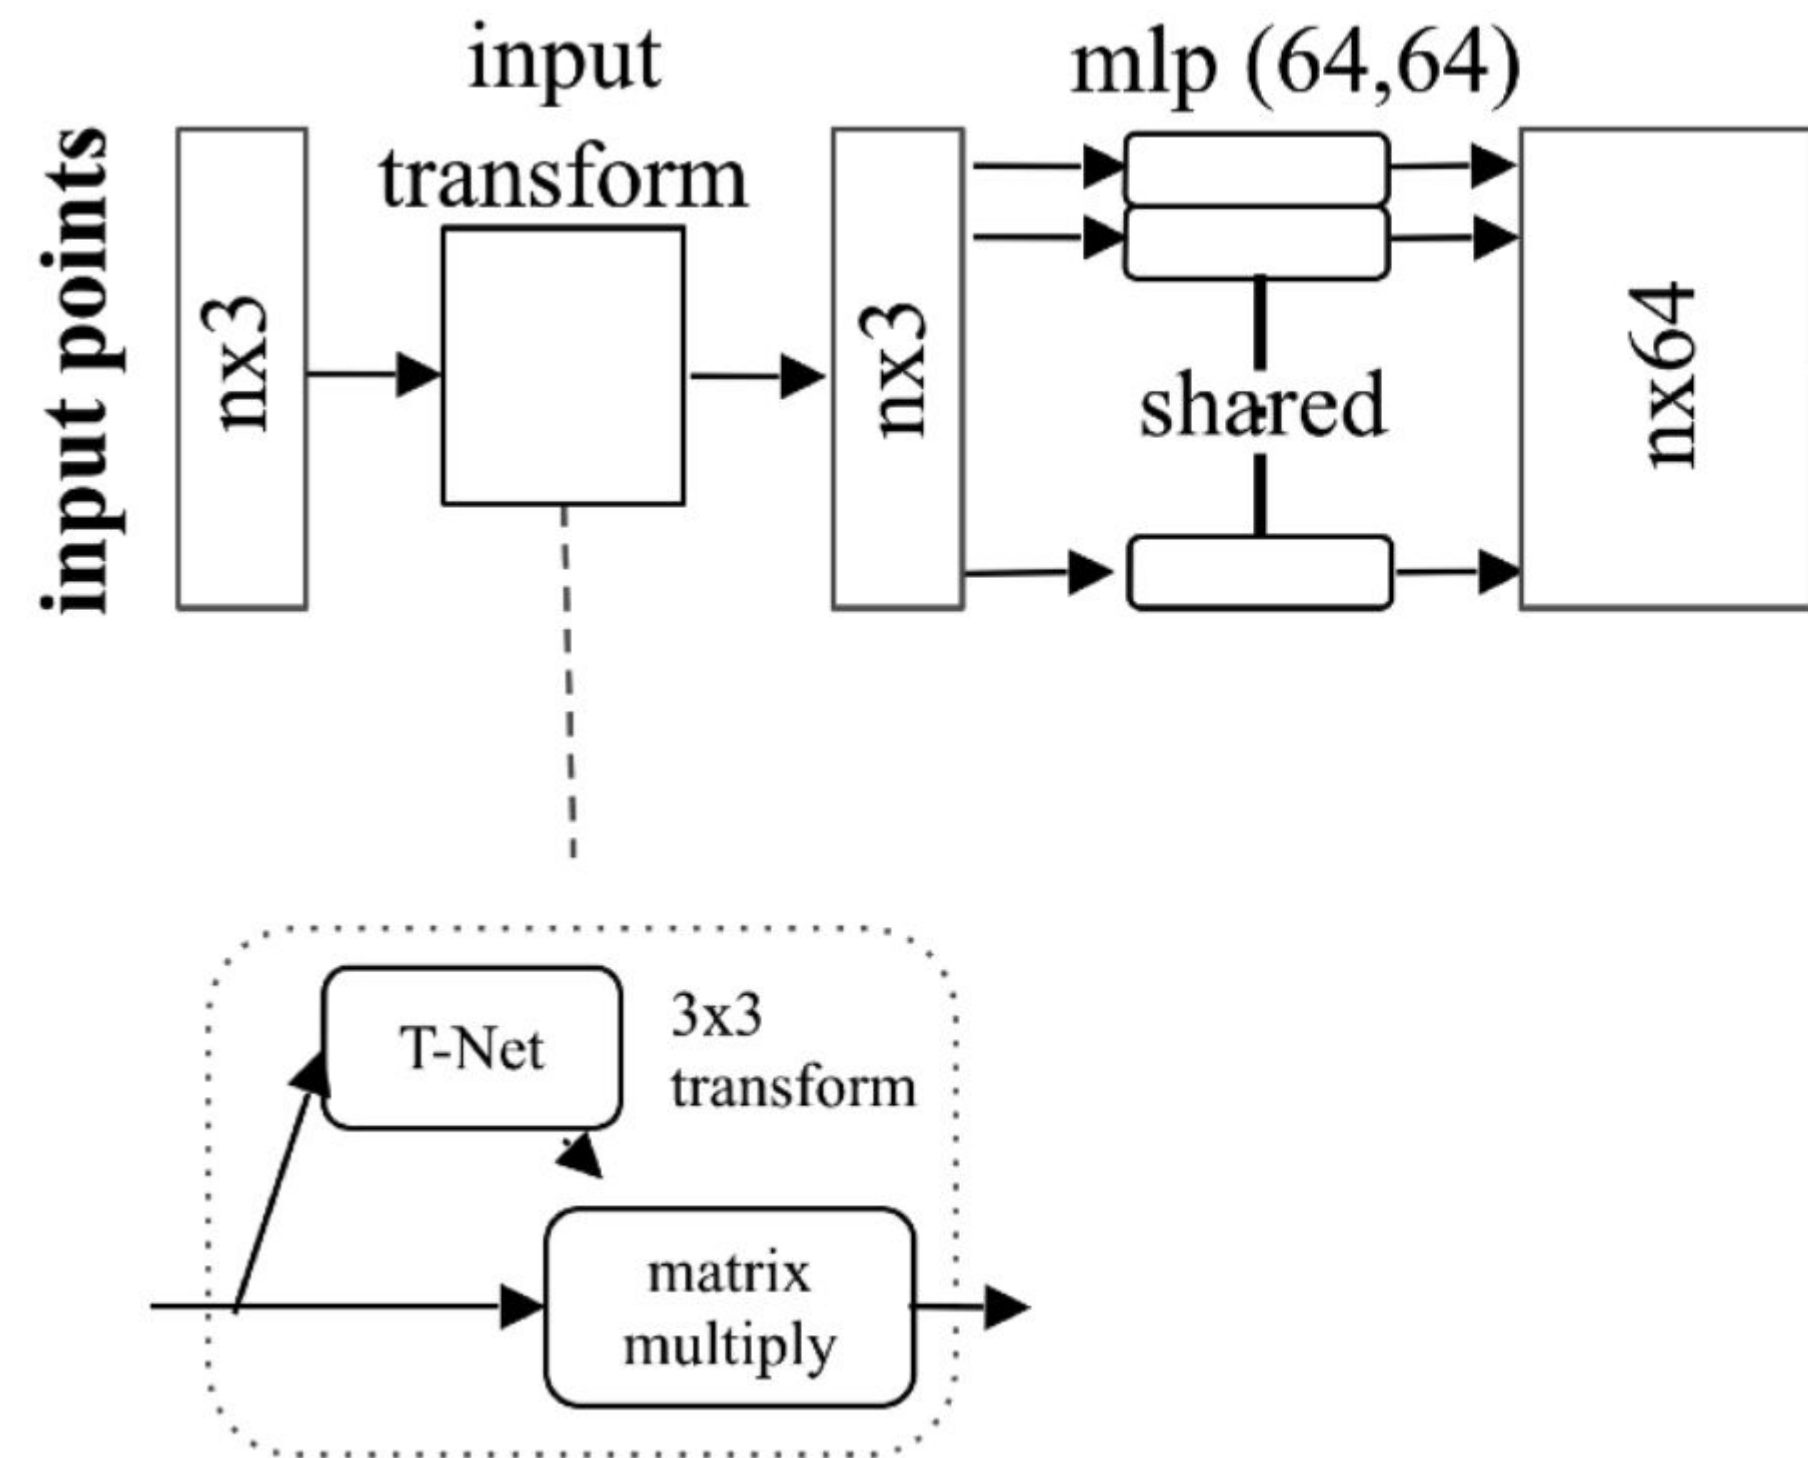 input points
nx3
input
transform
nx3
mlp (64,64)
shared
nx64
T-Net
3x3
transform
matrix
multiply